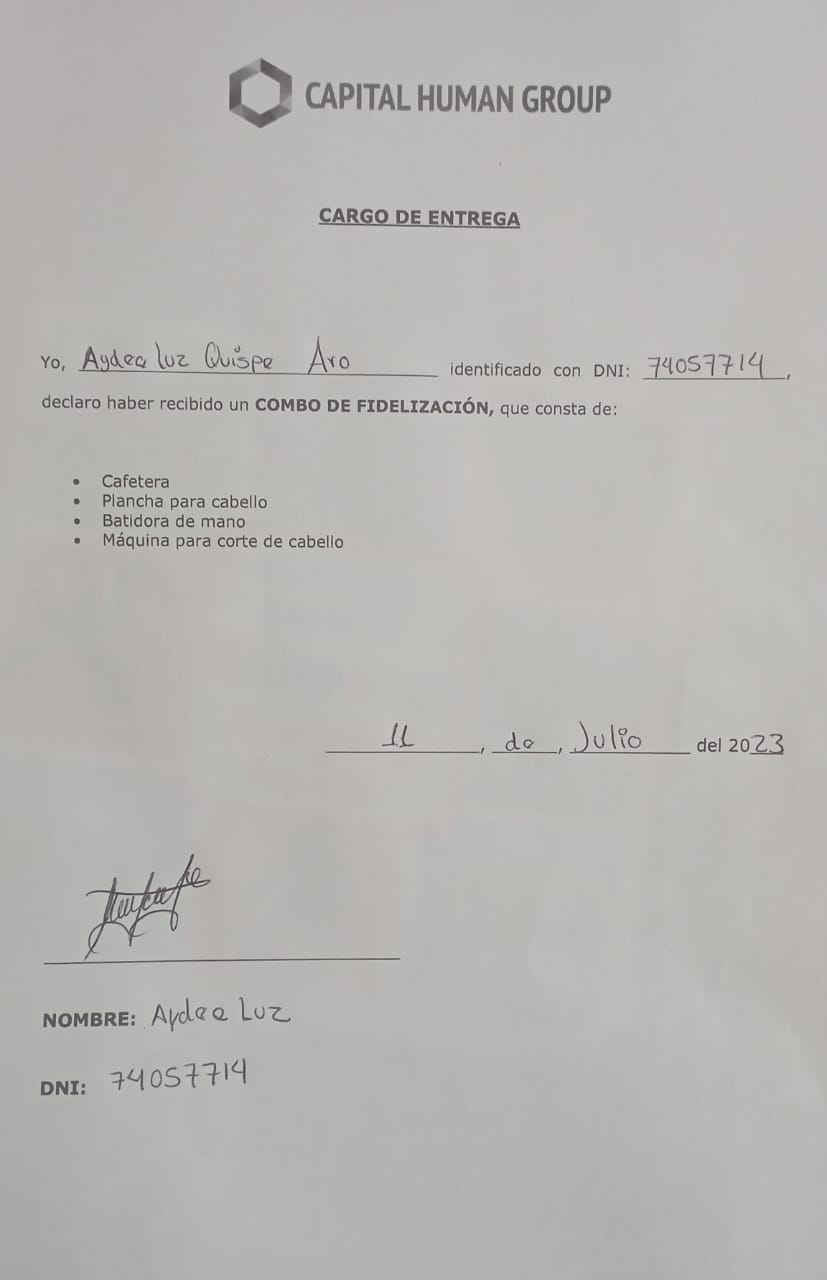 CAPITAL HUMAN GROUP
CARGO DE ENTREGA
Yo, Aydea Luz Quispe Aro identificado con DNI: 74057714,
declaro haber recibido un COMBO DE FIDELIZACIÓN, que consta de:
• Cafetera
• Plancha para cabello
• Batidora de mano
• Máquina para corte de cabello
11, de, Julio del 2023
NOMBRE: Aydea Luz
DNI: 74057714